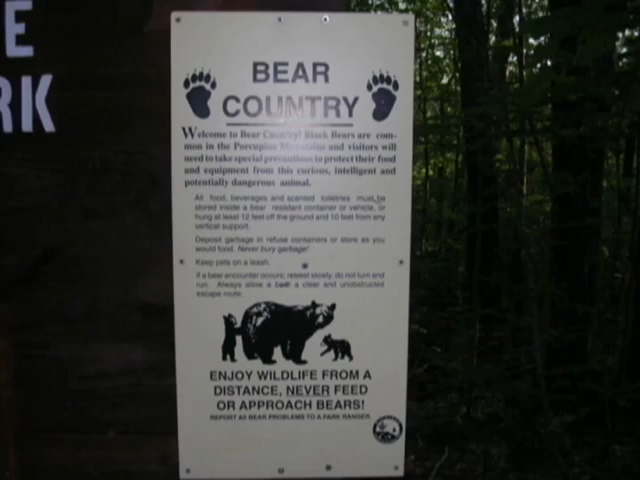 E
RK
BEAR
COUNTRY
Welcome to Bear Country! Black Bears are com-
mon in the Porcupine Mountains and visitors will
need to take special precautions to protect their food
and equipment from this curious, intelligent and
potentially dangerous animal.
All food, beverages and scented toiletries must be
stored inside a bear resistant container or vehicle, or
hung at least 12 feet off the ground and 10 feet from any
vertical support.
Deposit garbage in refuse containers or store as you
would food. Never bury garbage!
Keep pets on a leash.
If a bear encounter occurs, retreat slowly, do not turn and
run. Always allow a bear a clear and unobstructed
escape route.
ENJOY WILDLIFE FROM A
DISTANCE, NEVER FEED
OR APPROACH BEARS!
REPORT All BEAR PROBLEMS TO A PARK RANGER.